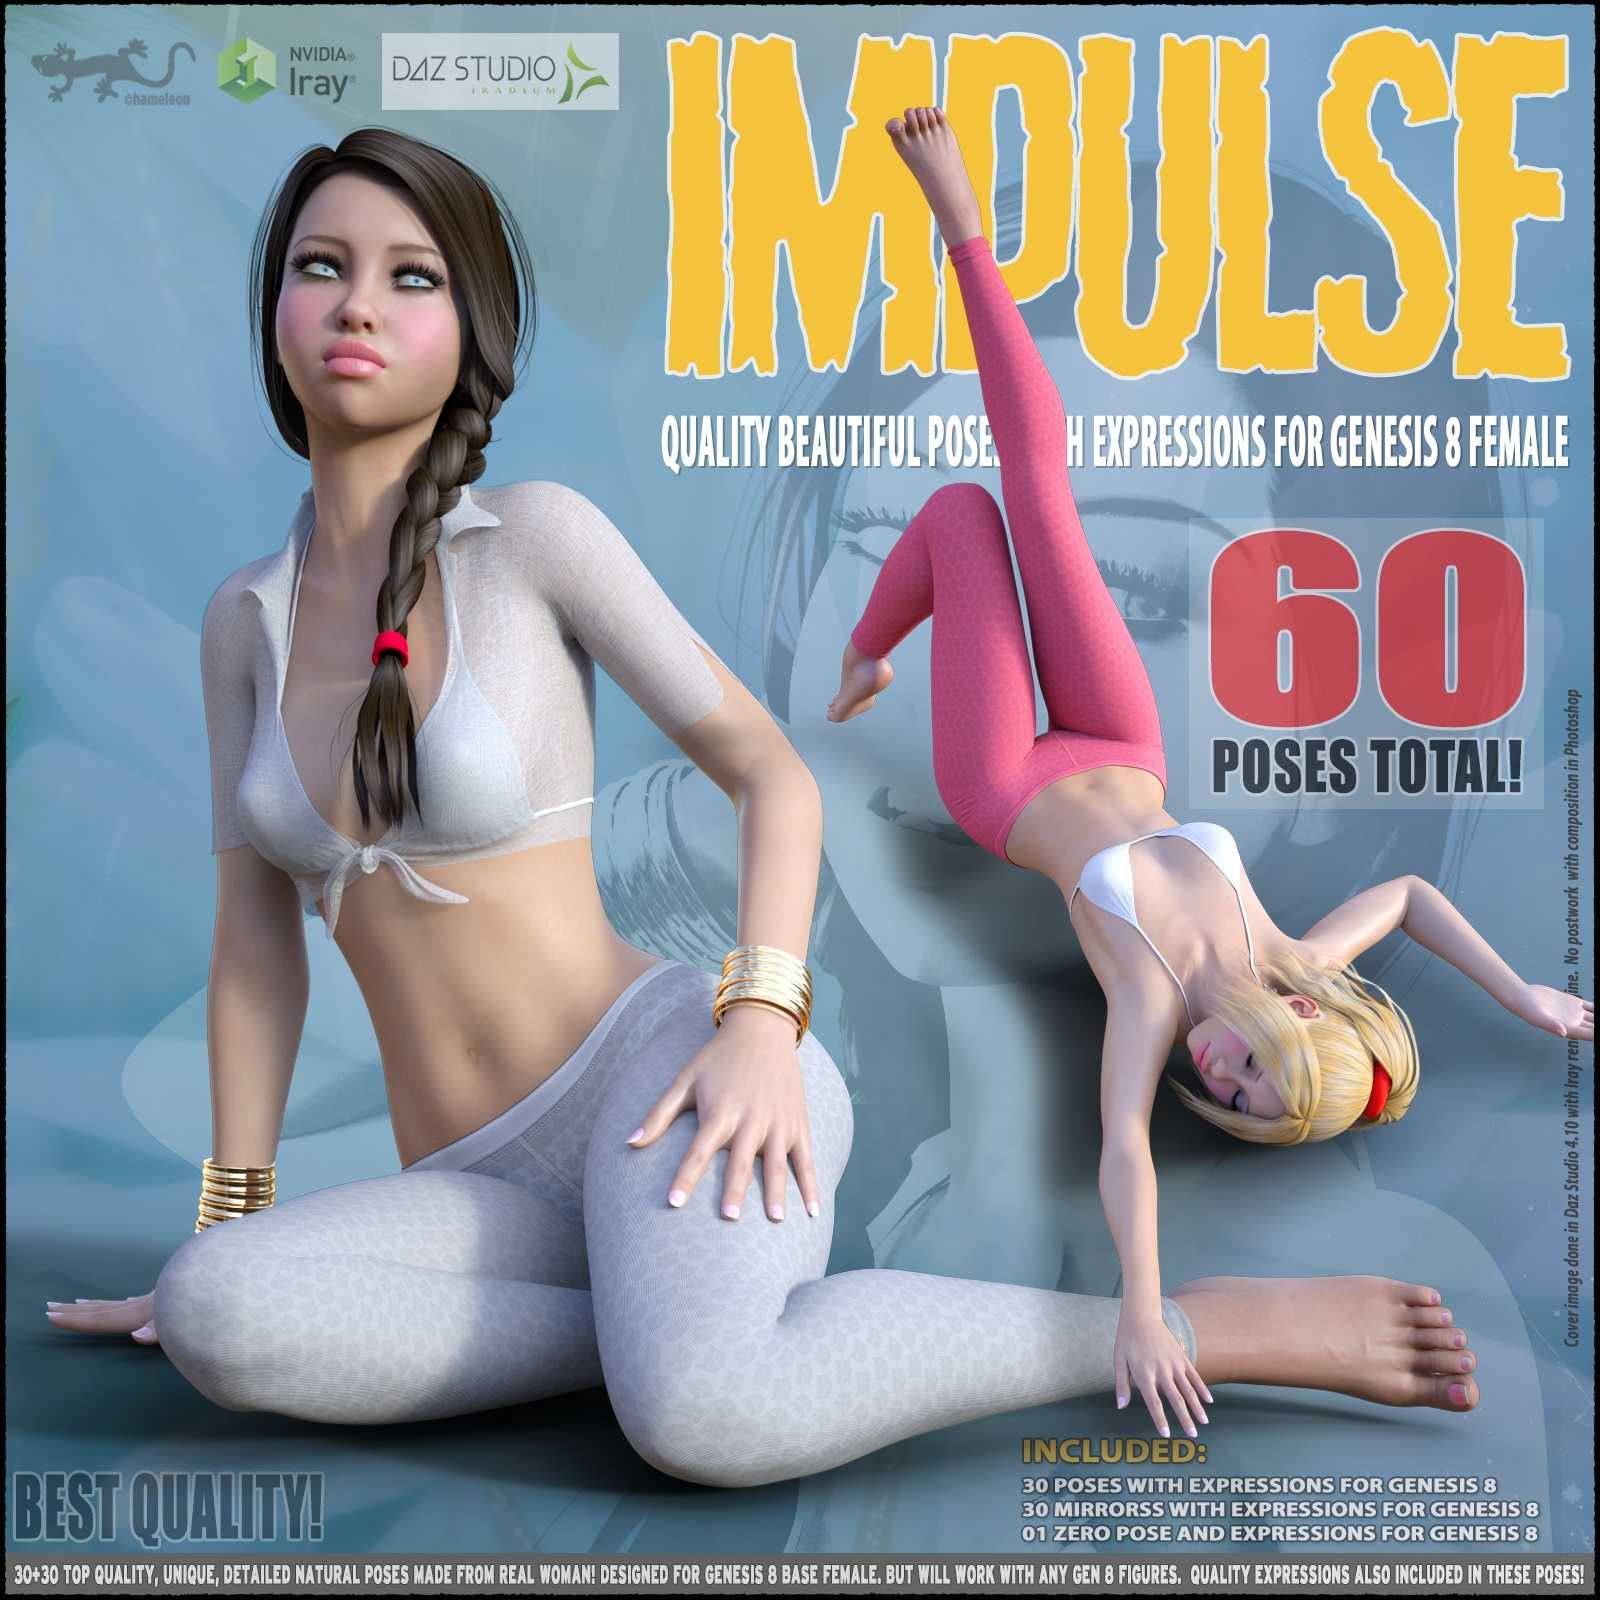 chameleon
NVIDIA®
Iray®
DAZ STUDIO
IRADIUM
IMPULSE
QUALITY BEAUTIFUL POSE H EXPRESSIONS FOR GENESIS 8 FEMALE
60
POSES TOTAL!
Cover image done in Daz Studio 4.10 with Iray ren ine. No postwork with composition in Photoshop
INCLUDED:
30 POSES WITH EXPRESSIONS FOR GENESIS 8
30 MIRRORSS WITH EXPRESSIONS FOR GENESIS 8
01 ZERO POSE AND EXPRESSIONS FOR GENESIS 8
BEST QUALITY!
30+30 TOP QUALITY, UNIQUE, DETAILED NATURAL POSES MADE FROM REAL WOMAN! DESIGNED FOR GENESIS 8 BASE FEMALE. BUT WILL WORK WITH ANY GEN 8 FIGURES. QUALITY EXPRESSIONS ALSO INCLUDED IN THESE POSES!